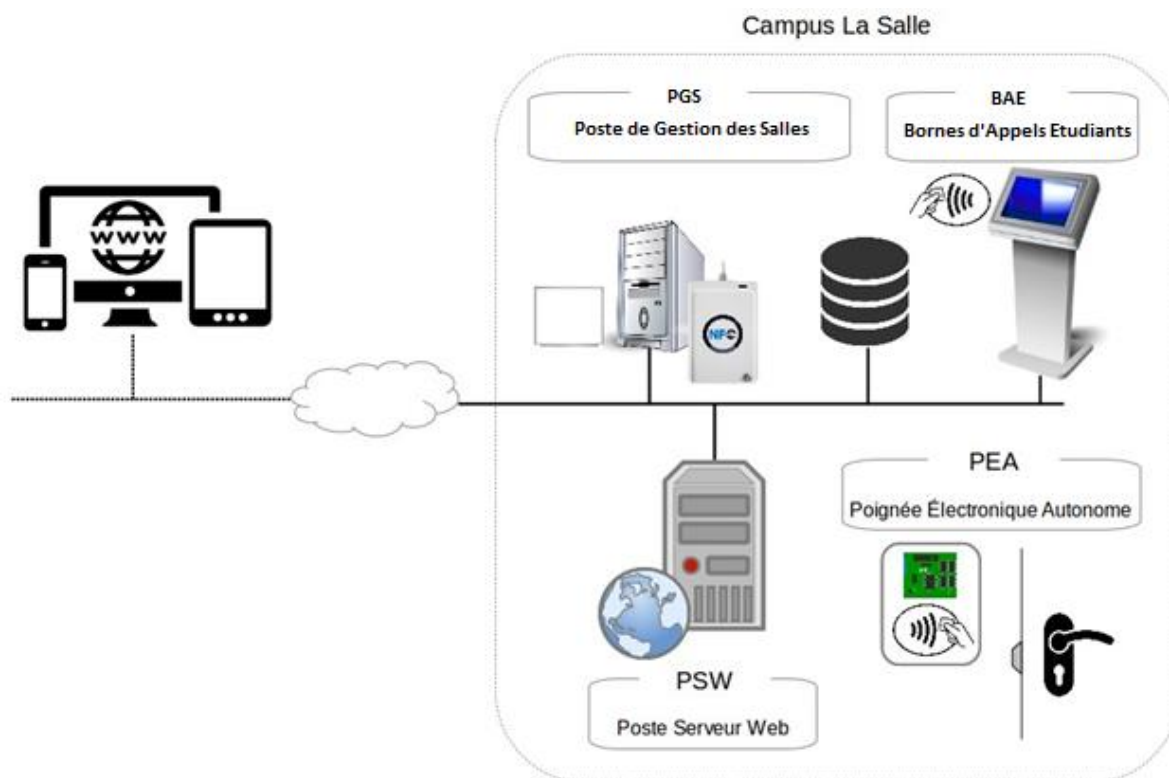 Campus La Salle
PGS
Poste de Gestion des Salles
BAE
Bornes d'Appels Etudiants
WWW
NFC
PEA
Poignée Électronique Autonome
PSW
Poste Serveur Web